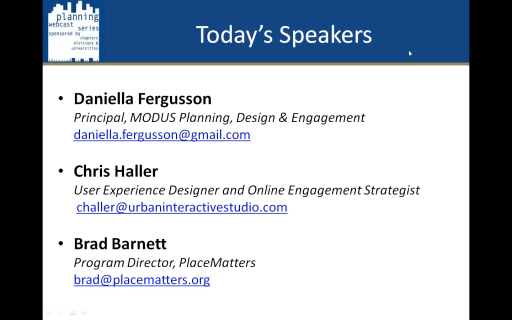 planning
webcast series
sponsored by
chapters
divisions &
universities
Today's Speakers
• Daniella Fergusson
Principal, MODUS Planning, Design & Engagement
daniella.fergusson@gmail.com
• Chris Haller
User Experience Designer and Online Engagement Strategist
challer@urbaninteractivestudio.com
• Brad Barnett
Program Director, PlaceMatters
brad@placematters.org